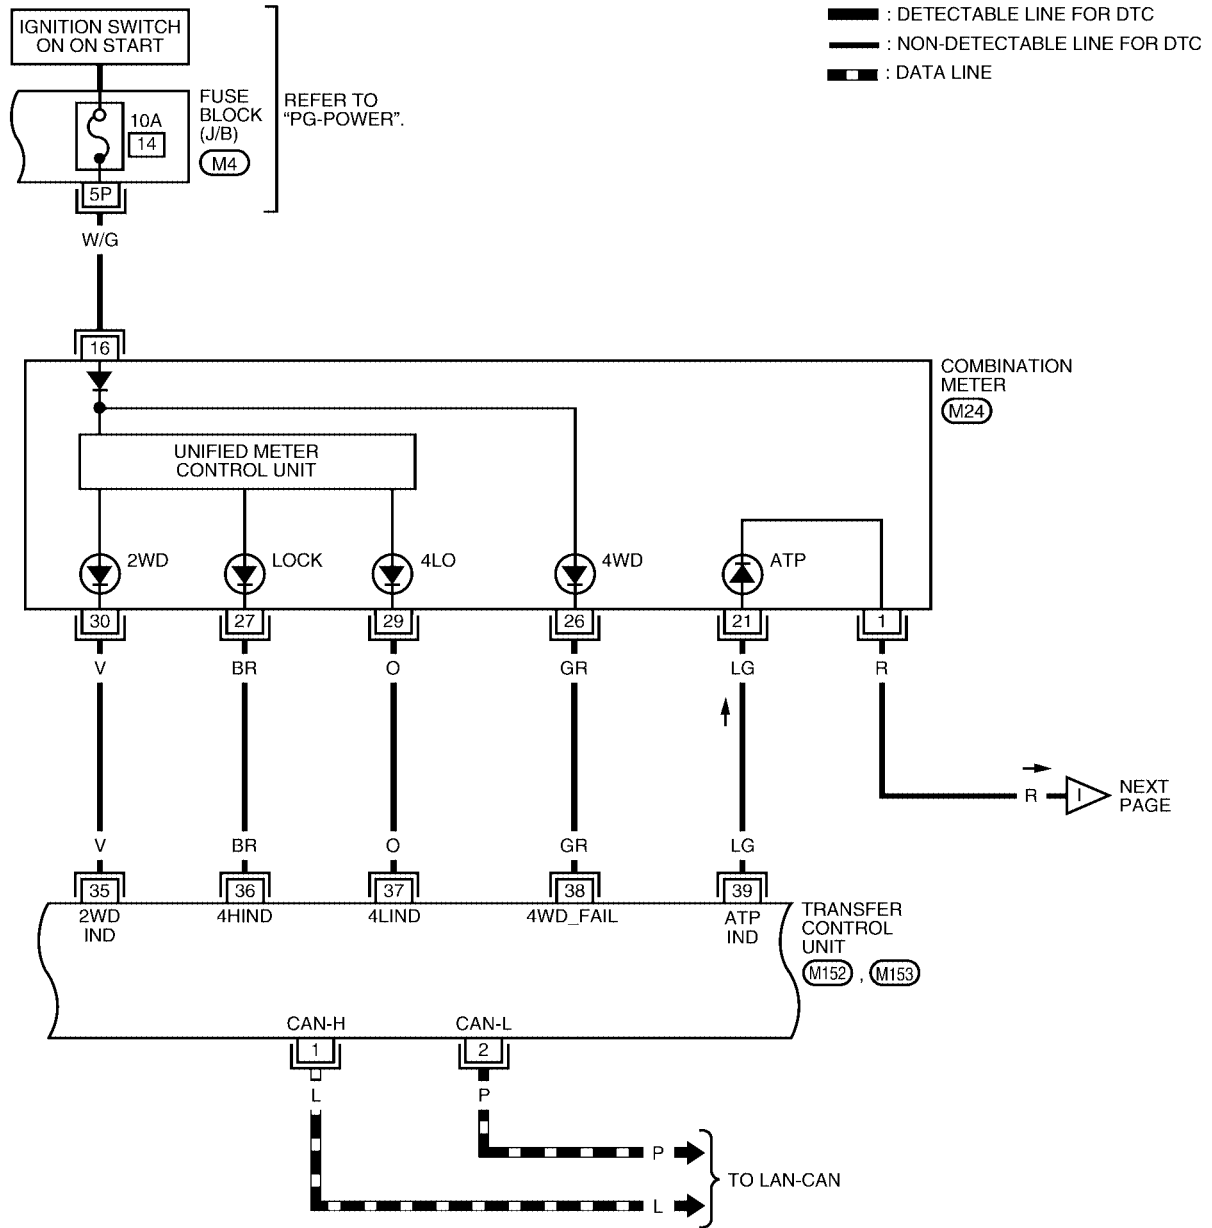 IGNITION SWITCH
ON ON START
: DETECTABLE LINE FOR DTC
: NON-DETECTABLE LINE FOR DTC
: DATA LINE
FUSE
BLOCK
(J/B)
M4
10A
14
REFER TO
"PG-POWER".
5P
W/G
16
COMBINATION
METER
M24
UNIFIED METER
CONTROL UNIT
2WD
LOCK
4LO
4WD
ATP
30
27
29
26
21
1
V
BR
O
GR
LG
R
R
I
NEXT
PAGE
V
BR
O
GR
LG
35
36
37
38
39
2WD
IND
4HIND
4LIND
4WD_FAIL
ATP
IND
TRANSFER
CONTROL
UNIT
M152 , M153
CAN-H
CAN-L
1
2
L
P
P
L
TO LAN-CAN